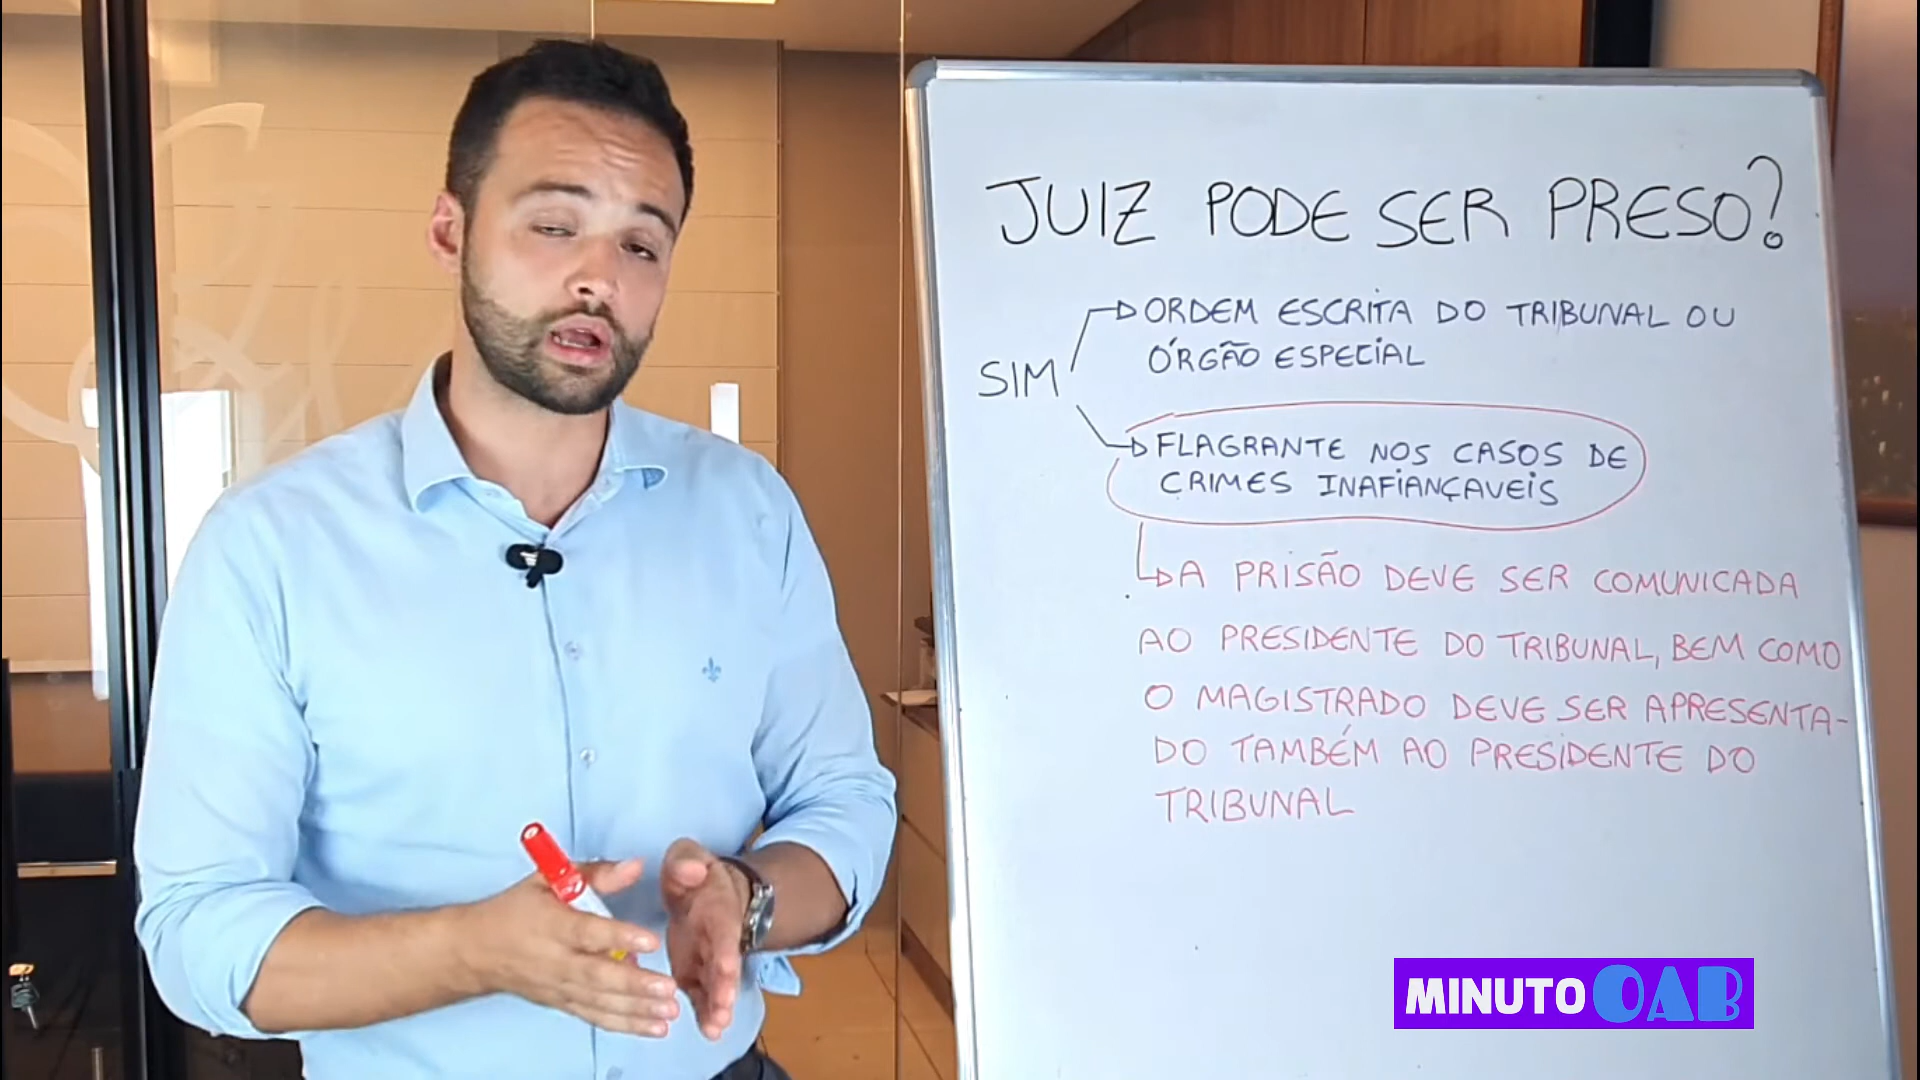 JUIZ PODE SER PRESO?
SIM
ORDEM ESCRITA DO TRIBUNAL OU
ÓRGÃO ESPECIAL
FLAGRANTE NOS CASOS DE
CRIMES INAFIANÇAVEIS
A PRISÃO DEVE SER COMUNICADA
AO PRESIDENTE DO TRIBUNAL, BEM COMO
O MAGISTRADO DEVE SER APRESENTA-
DO TAMBÉM AO PRESIDENTE DO
TRIBUNAL
MINUTO OAB